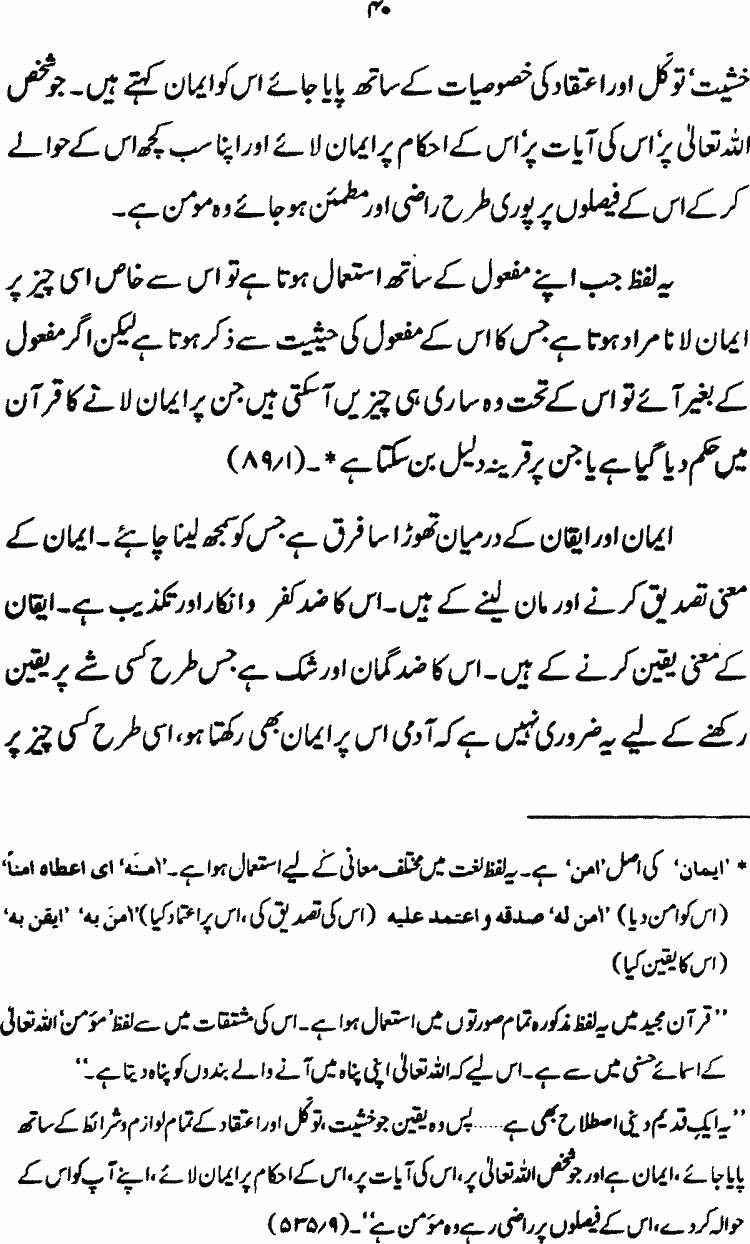 ۴۰
خشیت، توکّل اور اعتقاد کی خصوصیات کے ساتھ پایا جائے اس کو ایمان کہتے ہیں۔ جو شخص
اللہ تعالیٰ پر، اس کی آیات پر، اس کے احکام پر ایمان لائے اور اپنا سب کچھ اس کے حوالے
کر کے اس کے فیصلوں پر پوری طرح راضی اور مطمئن ہو جائے وہ مومن ہے۔
یہ لفظ جب اپنے مفعول کے ساتھ استعمال ہوتا ہے تو اس سے خاص اسی چیز پر
ایمان لانا مراد ہوتا ہے جس کا اس کے مفعول کی حیثیت سے ذکر ہوتا ہے لیکن اگر مفعول
کے بغیر آئے تو اس کے تحت وہ ساری ہی چیزیں آ سکتی ہیں جن پر ایمان لانے کا قرآن
میں حکم دیا گیا ہے یا جن پر قرینہ دلیل بن سکتا ہے *۔ (۸۹/۱)
ایمان اور ایقان کے درمیان تھوڑا سا فرق ہے جس کو سمجھ لینا چاہئے۔ ایمان کے
معنی تصدیق کرنے اور مان لینے کے ہیں۔ اس کا ضد کفر و انکار اور تکذیب ہے۔ ایقان
کے معنی یقین کرنے کے ہیں۔ اس کا ضد گمان اور شک ہے جس طرح کسی شے پر یقین
رکھنے کے لیے یہ ضروری نہیں ہے کہ آدمی اس پر ایمان بھی رکھتا ہو، اسی طرح کسی چیز پر
* ’ایمان‘ کی اصل ’امن‘ ہے۔ یہ لفظ لغت میں مختلف معانی کے لیے استعمال ہوا ہے۔ ’اٰمنَہ‘ ای اعطاہ امناً‘
(اس کو امن دیا) ’اٰمن لہ‘ صدقہ و اعتمد علیہ (اس کی تصدیق کی، اس پر اعتماد کیا) ’اٰمنَ بہ‘ ’ایقن بہ‘
(اس کا یقین کیا)
”قرآن مجید میں یہ لفظ مذکورہ تمام صورتوں میں استعمال ہوا ہے۔ اس کی مشتقات میں سے لفظ ’مؤمن‘ اللہ تعالیٰ
کے اسمائے حسنی میں سے ہے۔ اس لیے کہ اللہ تعالیٰ اپنی پناہ میں آنے والے بندوں کو پناہ دیتا ہے۔“
”یہ ایک قدیم دینی اصطلاح بھی ہے ...... پس وہ یقین جو خشیت، توکّل اور اعتقاد کے تمام لوازم و شرائط کے ساتھ
پایا جائے، ایمان ہے اور جو شخص اللہ تعالیٰ پر، اس کی آیات پر، اس کے احکام پر ایمان لائے، اپنے آپ کو اس کے
حوالہ کر دے، اس کے فیصلوں پر راضی رہے وہ مؤمن ہے“۔ (۵۳۵/۹)